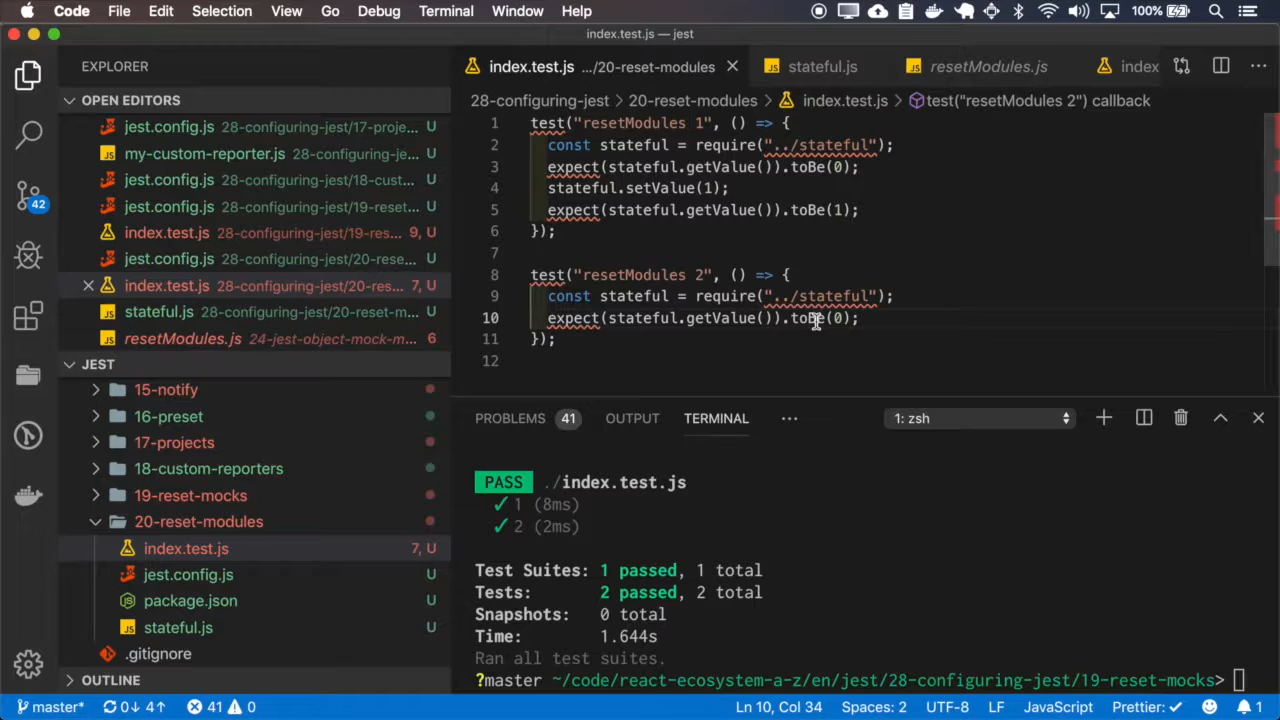 Code File Edit Selection View Go Debug Terminal Window Help 100%
index.test.js — jest
EXPLORER
OPEN EDITORS
jest.config.js 28-configuring-jest/17-proje... U
my-custom-reporter.js 28-configuring-je... U
jest.config.js 28-configuring-jest/18-cust... U
jest.config.js 28-configuring-jest/19-reset... U
index.test.js 28-configuring-jest/19-res... 9, U
jest.config.js 28-configuring-jest/20-rese... U
index.test.js 28-configuring-jest/20-res... 7, U
stateful.js 28-configuring-jest/20-reset-m... U
resetModules.js 24-jest-object-mock-m... 6
JEST
15-notify
16-preset
17-projects
18-custom-reporters
19-reset-mocks
20-reset-modules
index.test.js 7, U
jest.config.js U
package.json U
stateful.js U
.gitignore
OUTLINE
42
index.test.js .../20-reset-modules JS stateful.js JS resetModules.js index
28-configuring-jest > 20-reset-modules > index.test.js > test("resetModules 2") callback
1 test("resetModules 1", () => {
2 const stateful = require("../stateful");
3 expect(stateful.getValue()).toBe(0);
4 stateful.setValue(1);
5 expect(stateful.getValue()).toBe(1);
6 });
7
8 test("resetModules 2", () => {
9 const stateful = require("../stateful");
10 expect(stateful.getValue()).toBe(0);
11 });
12
PROBLEMS 41 OUTPUT TERMINAL ... 1: zsh
PASS ./index.test.js
✓ 1 (8ms)
✓ 2 (2ms)
Test Suites: 1 passed, 1 total
Tests: 2 passed, 2 total
Snapshots: 0 total
Time: 1.644s
Ran all test suites.
?master ~/code/react-ecosystem-a-z/en/jest/28-configuring-jest/19-reset-mocks>
master* 0↓ 4↑ 41 0 Ln 10, Col 34 Spaces: 2 UTF-8 LF JavaScript Prettier: ✓ 1